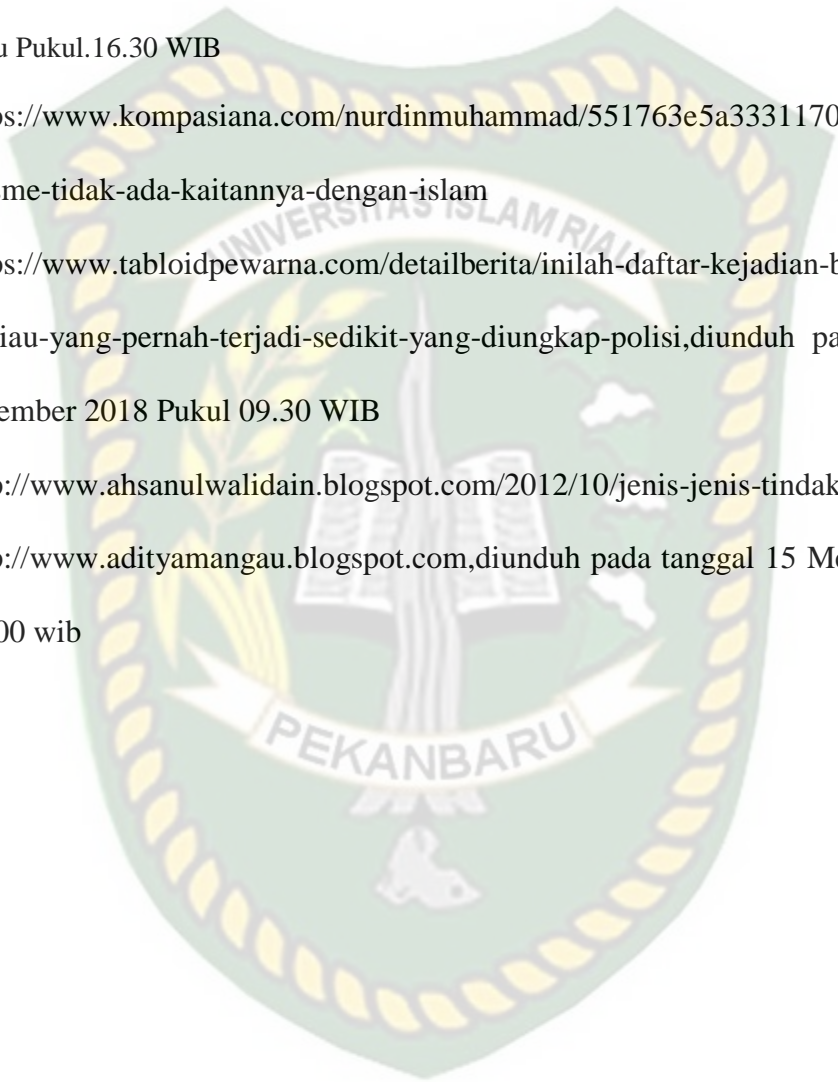 u Pukul.16.30 WIB
os://www.kompasiana.com/nurdinmuhammad/551763e5a3331170
me-tidak-ada-kaitannya-dengan-islam
UNIVERSITAS ISLAM RIAU
os://www.tabloidpewarna.com/detailberita/inilah-daftar-kejadian-b
iau-yang-pernah-terjadi-sedikit-yang-diungkap-polisi,diunduh pa
ember 2018 Pukul 09.30 WIB
o://www.ahsanulwalidain.blogspot.com/2012/10/jenis-jenis-tindak
o://www.adityamangau.blogspot.com,diunduh pada tanggal 15 Me
00 wib
PEKANBARU